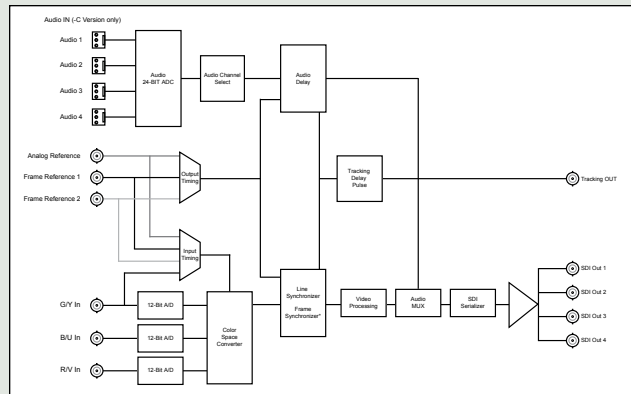 Audio IN (-C Version only)
Audio 1
Audio 2
Audio 3
Audio 4
Audio
24-BIT ADC
Audio Channel
Select
Audio
Delay
Analog Reference
Frame Reference 1
Frame Reference 2
Output
Timing
Tracking
Delay
Pulse
Tracking OUT
Input
Timing
G/Y In
B/U In
R/V In
12-Bit A/D
12-Bit A/D
12-Bit A/D
Color
Space
Converter
Line
Synchronizer
Frame
Synchronizer*
Video
Processing
Audio
MUX
SDI
Serializer
SDI Out 1
SDI Out 2
SDI Out 3
SDI Out 4